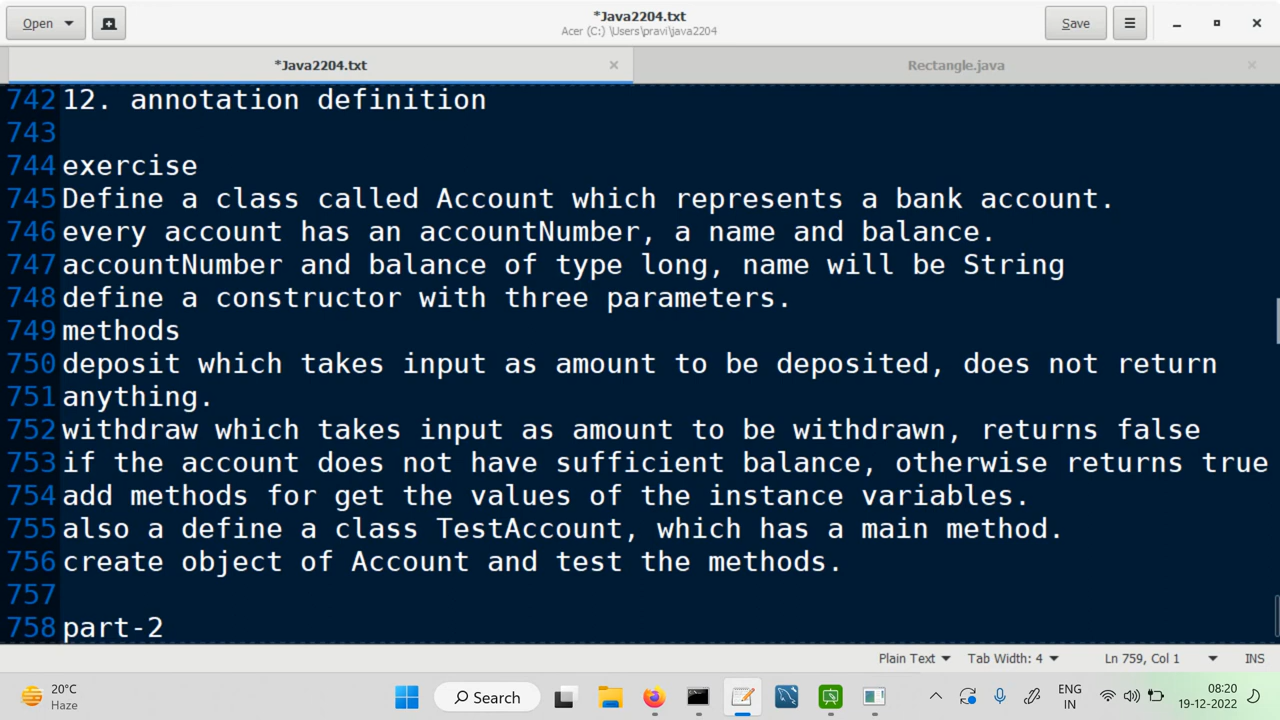 Open
*Java2204.txt
Acer (C:) \Users\pravi\java2204
Save
*Java2204.txt
Rectangle.java
742 12. annotation definition
743
744 exercise
745 Define a class called Account which represents a bank account.
746 every account has an accountNumber, a name and balance.
747 accountNumber and balance of type long, name will be String
748 define a constructor with three parameters.
749 methods
750 deposit which takes input as amount to be deposited, does not return
751 anything.
752 withdraw which takes input as amount to be withdrawn, returns false
753 if the account does not have sufficient balance, otherwise returns true
754 add methods for get the values of the instance variables.
755 also a define a class TestAccount, which has a main method.
756 create object of Account and test the methods.
757
758 part-2
Plain Text Tab Width: 4 Ln 759, Col 1 INS
20°C
Haze
Search
ENG
IN
08:20
19-12-2022